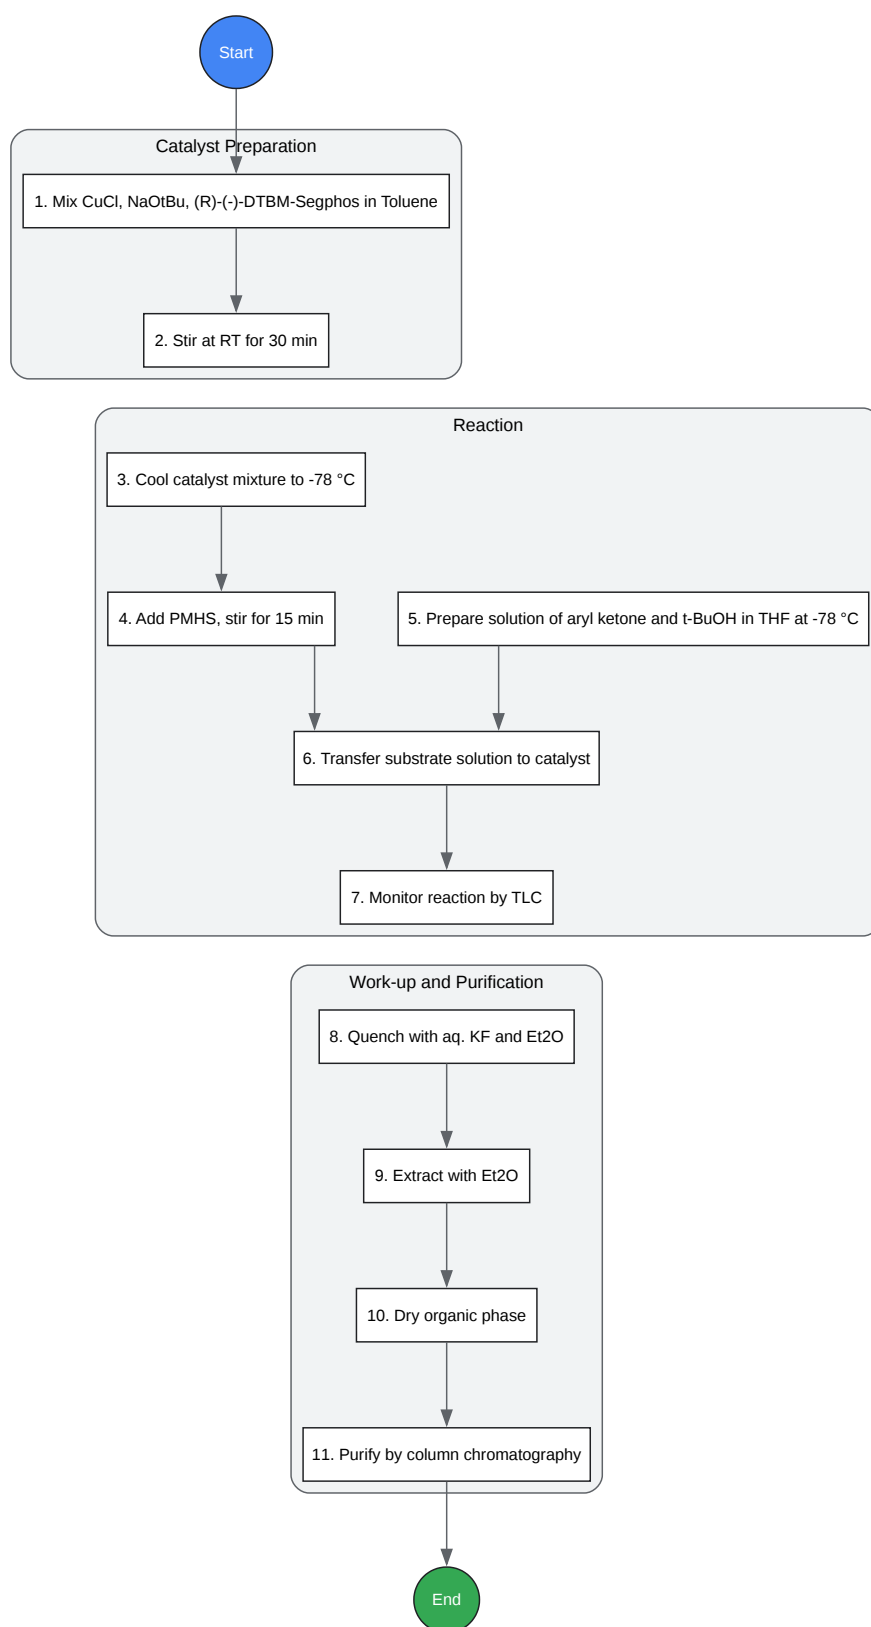 Start
Catalyst Preparation
1. Mix CuCl, NaOtBu, (R)-(-)-DTBM-Segphos in Toluene
2. Stir at RT for 30 min
Reaction
3. Cool catalyst mixture to -78 °C
4. Add PMHS, stir for 15 min
5. Prepare solution of aryl ketone and t-BuOH in THF at -78 °C
6. Transfer substrate solution to catalyst
7. Monitor reaction by TLC
Work-up and Purification
8. Quench with aq. KF and Et2O
9. Extract with Et2O
10. Dry organic phase
11. Purify by column chromatography
End